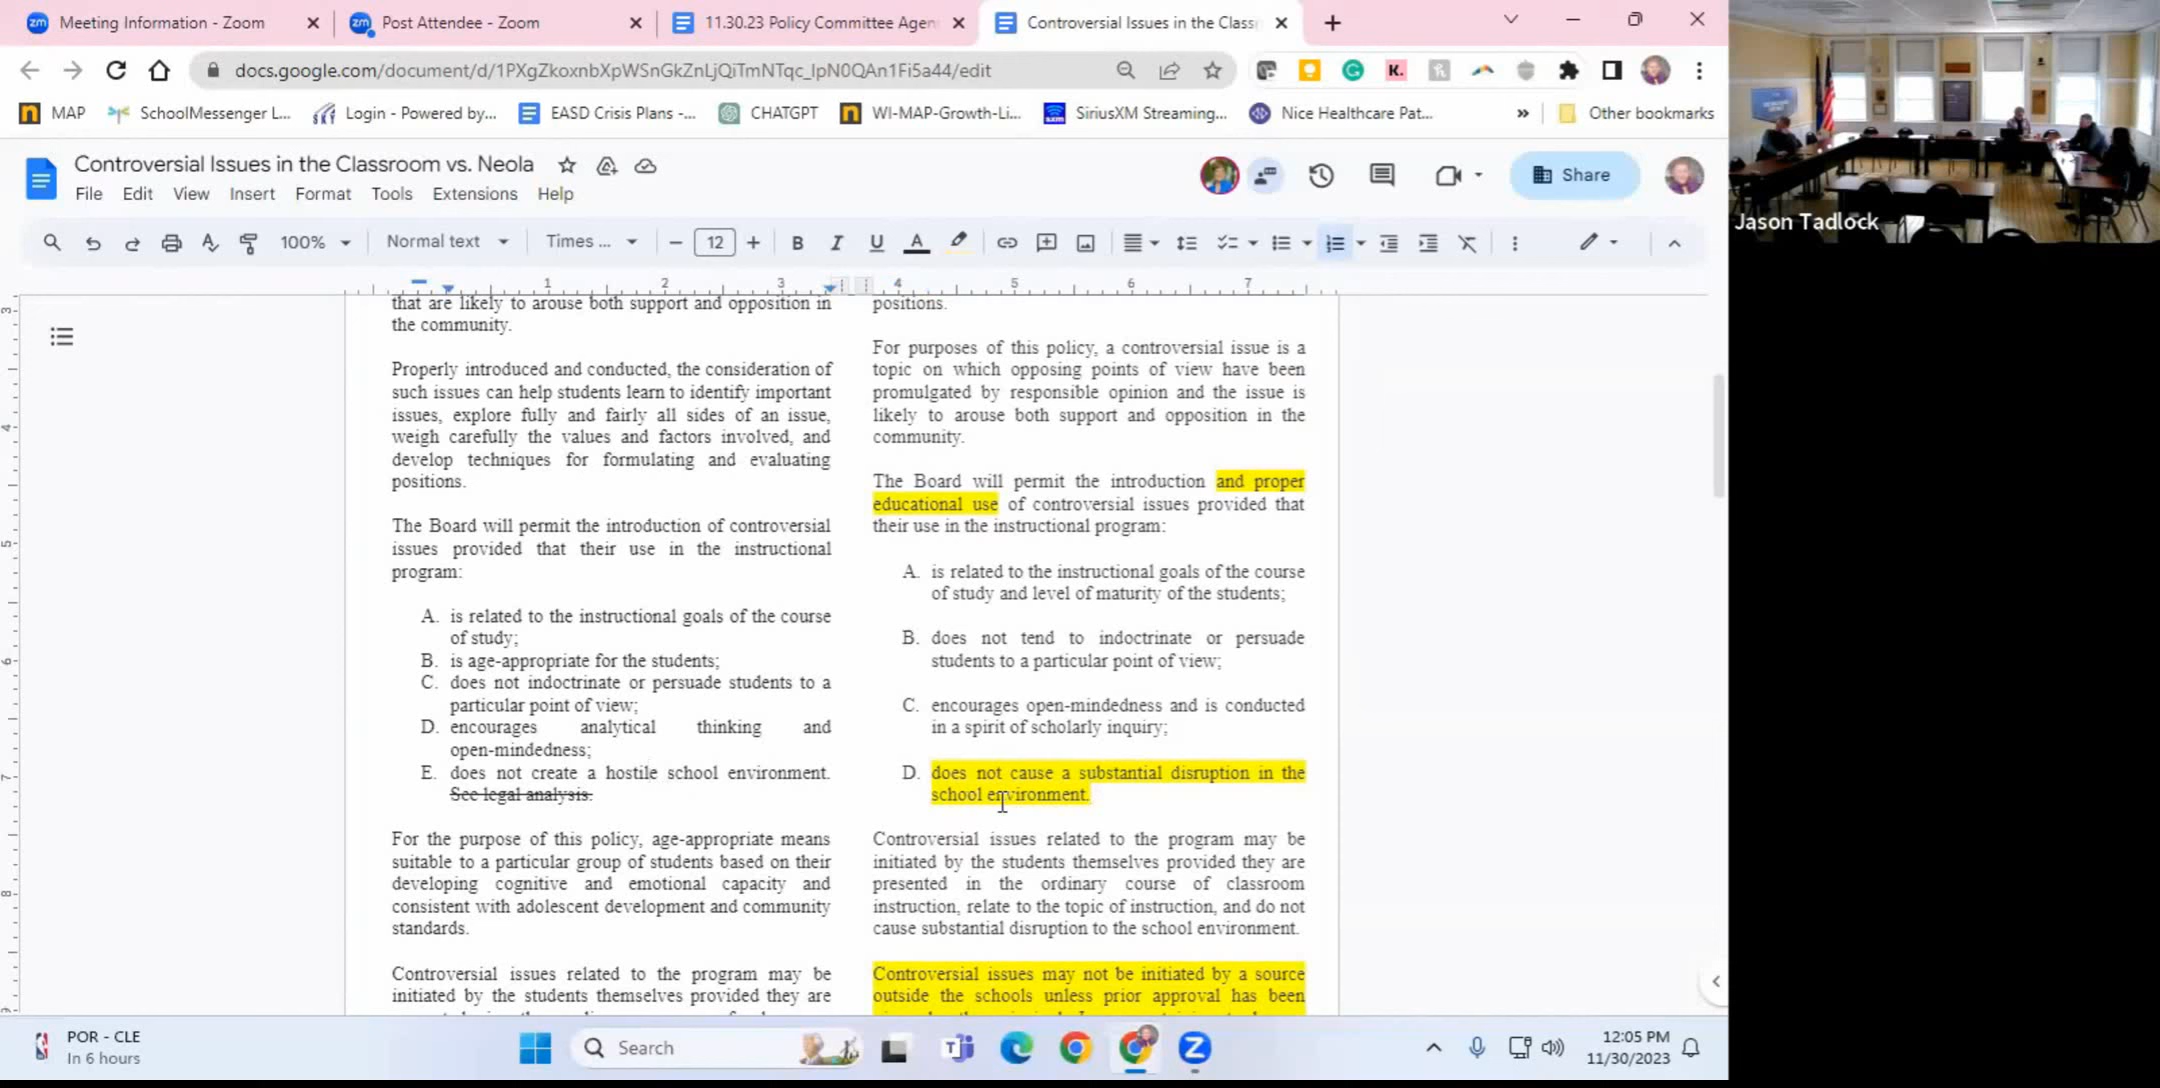 Meeting Information - Zoom
Post Attendee - Zoom
11.30.23 Policy Committee Agen
Controversial Issues in the Class
docs.google.com/document/d/1PXgZkoxnbXpWSnGkZnLjQiTmNTqc_lpN0QAn1Fi5a44/edit
MAP
SchoolMessenger L...
Login - Powered by...
EASD Crisis Plans -...
CHATGPT
WI-MAP-Growth-Li...
SiriusXM Streaming...
Nice Healthcare Pat...
Other bookmarks
Controversial Issues in the Classroom vs. Neola
Share
File Edit View Insert Format Tools Extensions Help
100% Normal text Times ... 12
1 2 3 4 5 6 7
that are likely to arouse both support and opposition in
the community.
Properly introduced and conducted, the consideration of
such issues can help students learn to identify important
issues, explore fully and fairly all sides of an issue,
weigh carefully the values and factors involved, and
develop techniques for formulating and evaluating
positions.
The Board will permit the introduction of controversial
issues provided that their use in the instructional
program:
A. is related to the instructional goals of the course
of study;
B. is age-appropriate for the students;
C. does not indoctrinate or persuade students to a
particular point of view;
D. encourages analytical thinking and
open-mindedness;
E. does not create a hostile school environment.
See legal analysis.
For the purpose of this policy, age-appropriate means
suitable to a particular group of students based on their
developing cognitive and emotional capacity and
consistent with adolescent development and community
standards.
Controversial issues related to the program may be
initiated by the students themselves provided they are
positions.
For purposes of this policy, a controversial issue is a
topic on which opposing points of view have been
promulgated by responsible opinion and the issue is
likely to arouse both support and opposition in the
community.
The Board will permit the introduction and proper
educational use of controversial issues provided that
their use in the instructional program:
A. is related to the instructional goals of the course
of study and level of maturity of the students;
B. does not tend to indoctrinate or persuade
students to a particular point of view;
C. encourages open-mindedness and is conducted
in a spirit of scholarly inquiry;
D. does not cause a substantial disruption in the
school environment.
Controversial issues related to the program may be
initiated by the students themselves provided they are
presented in the ordinary course of classroom
instruction, relate to the topic of instruction, and do not
cause substantial disruption to the school environment.
Controversial issues may not be initiated by a source
outside the schools unless prior approval has been
Jason Tadlock
POR - CLE
In 6 hours
Search
12:05 PM
11/30/2023